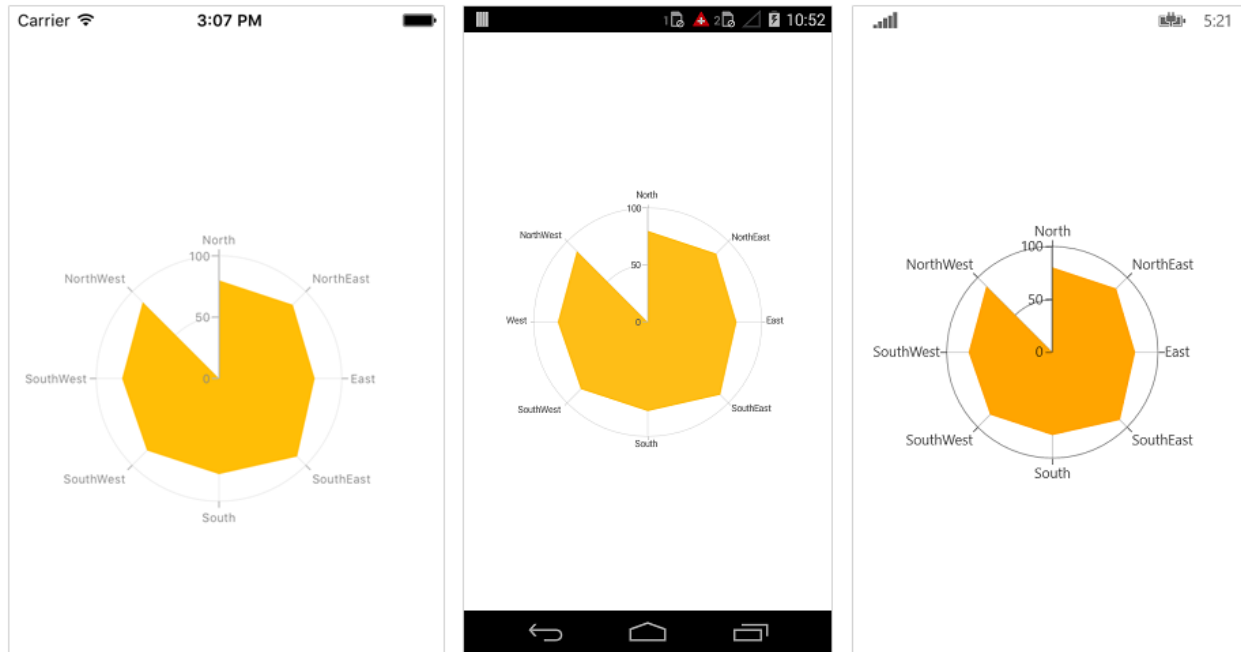 Carrier 3:07 PM
North
100
NorthWest NorthEast
50
SouthWest 0 East
SouthWest SouthEast
South
1 2 10:52
North
100
NorthWest NorthEast
50
West 0 East
SouthWest SouthEast
South
5:21
North
100
NorthWest NorthEast
50
SouthWest 0 East
SouthWest SouthEast
South